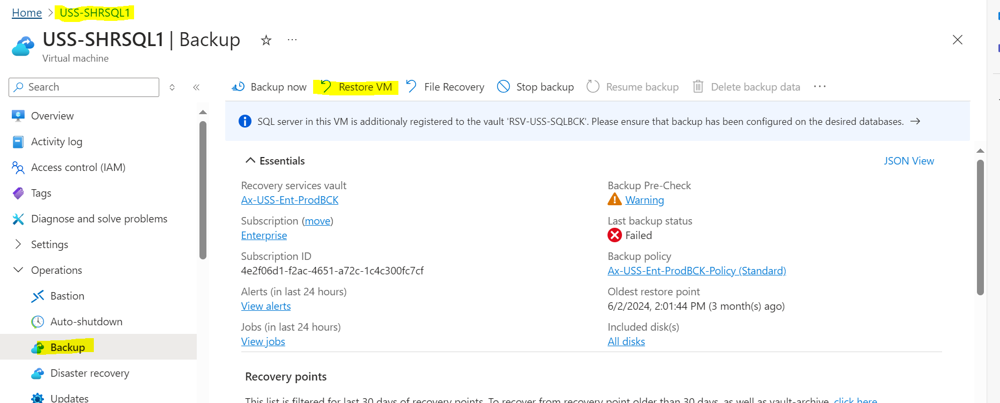 Home > USS-SHRSQL1
USS-SHRSQL1 | Backup
Virtual machine
Search
Overview
Activity log
Access control (IAM)
Tags
Diagnose and solve problems
Settings
Operations
Bastion
Auto-shutdown
Backup
Disaster recovery
Updates
Backup now Restore VM File Recovery Stop backup Resume backup Delete backup data
SQL server in this VM is additionaly registered to the vault 'RSV-USS-SQLBCK'. Please ensure that backup has been configured on the desired databases. →
Essentials
JSON View
Recovery services vault
Ax-USS-Ent-ProdBCK
Subscription (move)
Enterprise
Subscription ID
4e2f06d1-f2ac-4651-a72c-1c4c300fc7cf
Alerts (in last 24 hours)
View alerts
Jobs (in last 24 hours)
View jobs
Backup Pre-Check
Warning
Last backup status
Failed
Backup policy
Ax-USS-Ent-ProdBCK-Policy (Standard)
Oldest restore point
6/2/2024, 2:01:44 PM (3 month(s) ago)
Included disk(s)
All disks
Recovery points
This list is filtered for last 30 days of recovery points. To recover from recovery point older than 30 days, as well as vault-archive, click here